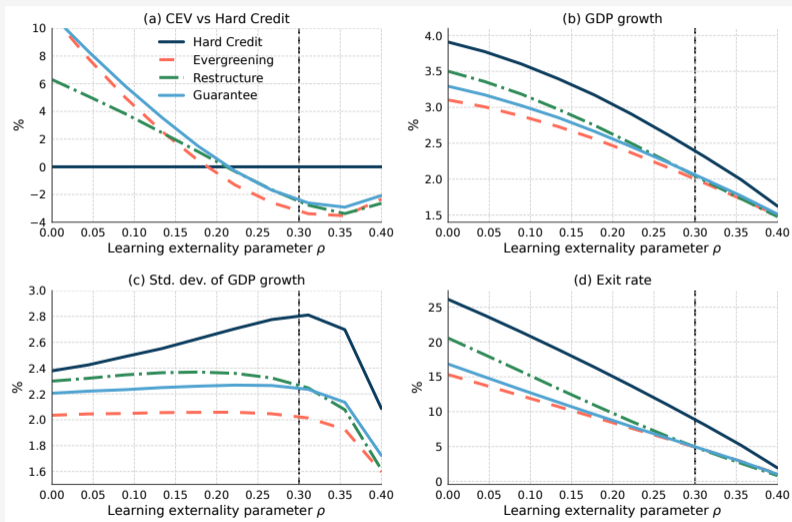 (a) CEV vs Hard Credit
10
8
6
4
2
0
−2
−4
%
Hard Credit
Evergreening
Restructure
Guarantee
0.00 0.05 0.10 0.15 0.20 0.25 0.30 0.35 0.40
Learning externality parameter ρ
(b) GDP growth
4.0
3.5
3.0
2.5
2.0
1.5
%
0.00 0.05 0.10 0.15 0.20 0.25 0.30 0.35 0.40
Learning externality parameter ρ
(c) Std. dev. of GDP growth
3.0
2.8
2.6
2.4
2.2
2.0
1.8
1.6
%
0.00 0.05 0.10 0.15 0.20 0.25 0.30 0.35 0.40
Learning externality parameter ρ
(d) Exit rate
25
20
15
10
5
0
%
0.00 0.05 0.10 0.15 0.20 0.25 0.30 0.35 0.40
Learning externality parameter ρ